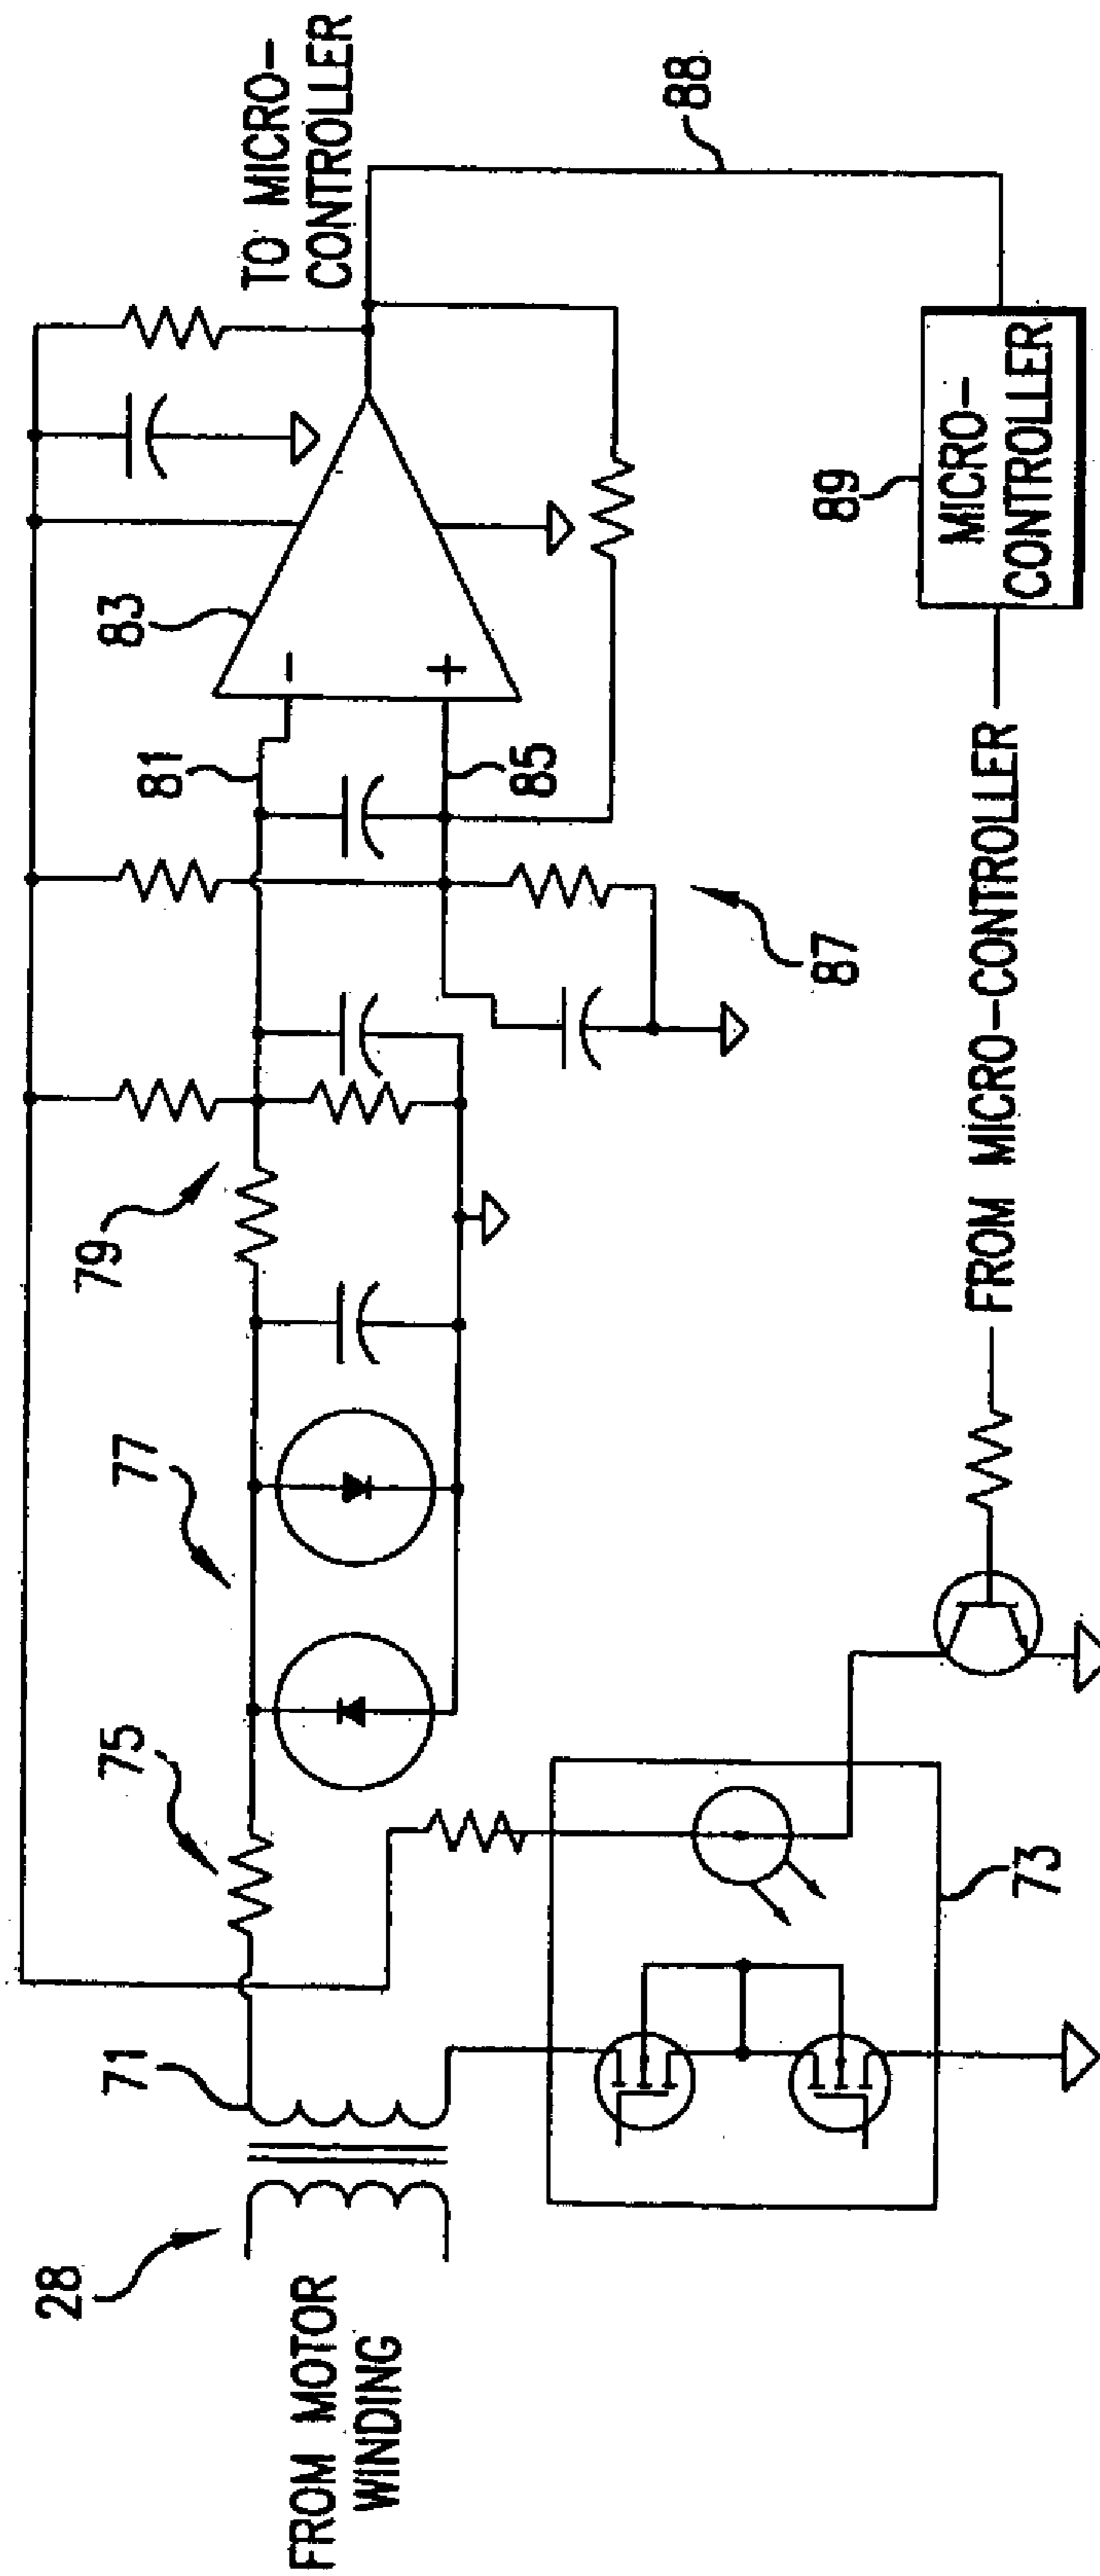 28
FROM MOTOR
WINDING
71
75
77
79
81
83
-
+
85
87
TO MICRO-
CONTROLLER
88
73
FROM MICRO-CONTROLLER
89
MICRO-
CONTROLLER